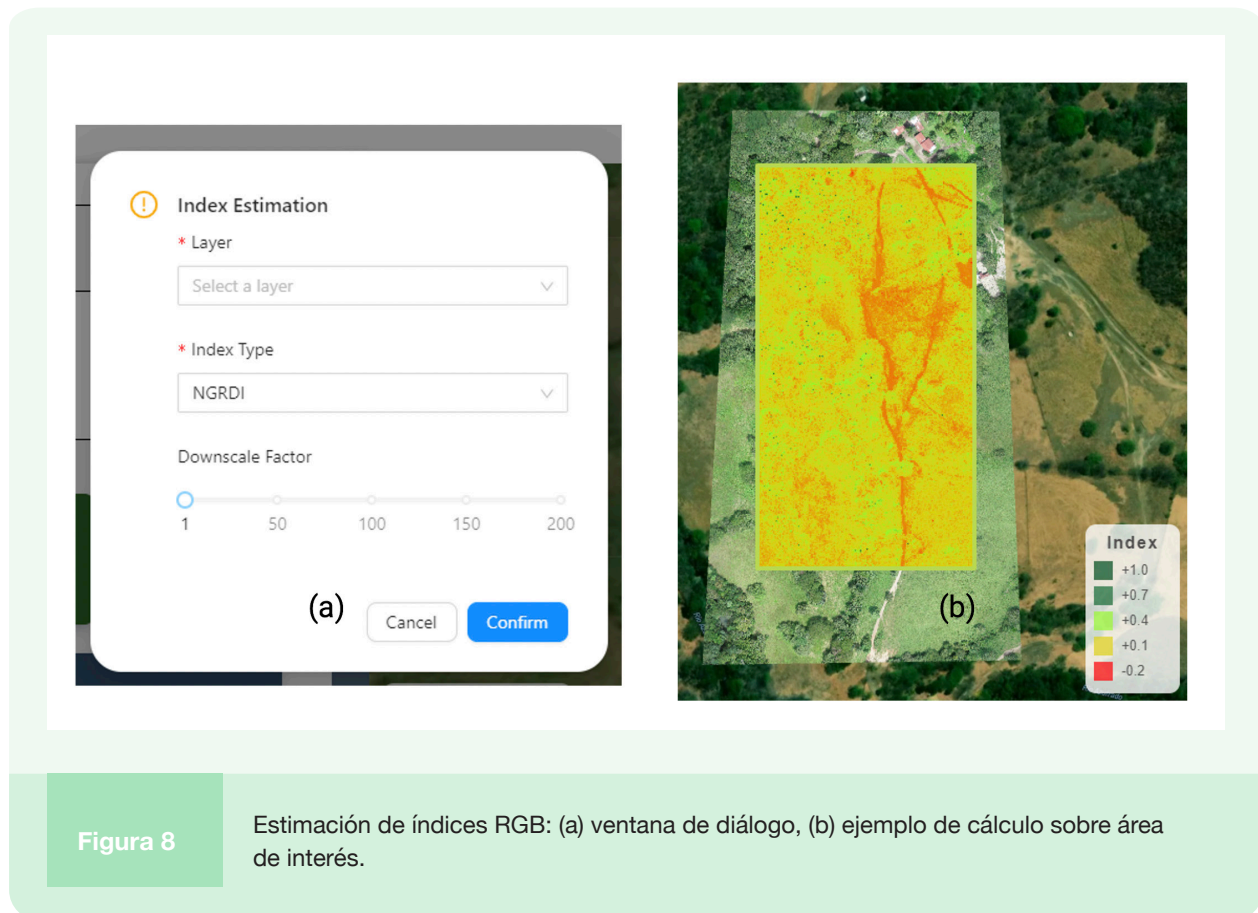 Index Estimation
* Layer
Select a layer
* Index Type
NGRDI
Downscale Factor
1 50 100 150 200
(a)
Cancel Confirm
(b)
Index
+1.0
+0.7
+0.4
+0.1
-0.2
Figura 8
Estimación de índices RGB: (a) ventana de diálogo, (b) ejemplo de cálculo sobre área
de interés.